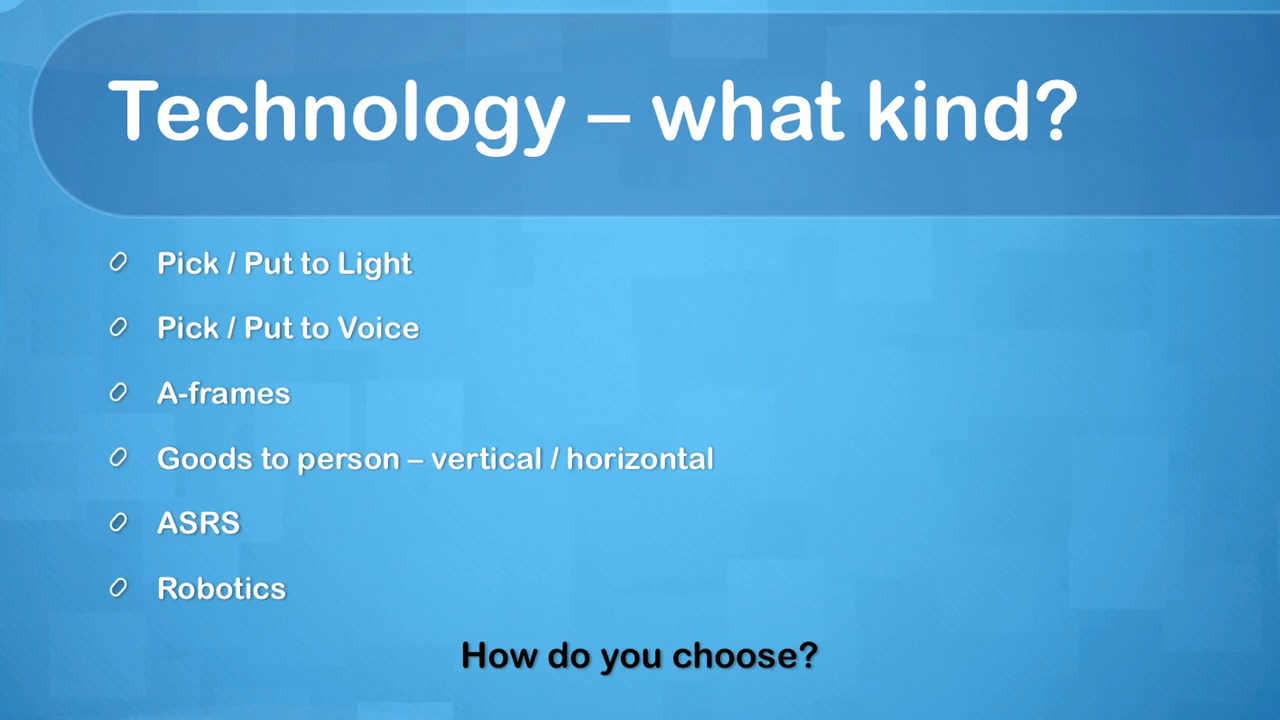 Technology – what kind?
Pick / Put to Light
Pick / Put to Voice
A-frames
Goods to person – vertical / horizontal
ASRS
Robotics
How do you choose?